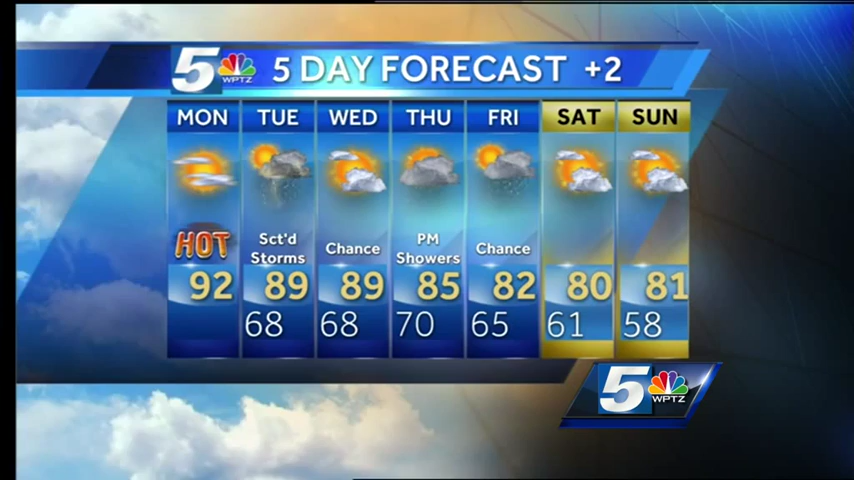 5 WPTZ 5 DAY FORECAST +2
MON TUE WED THU FRI SAT SUN
HOT Sct'd Storms Chance PM Showers Chance
92 89 89 85 82 80 81
68 68 70 65 61 58
5 WPTZ